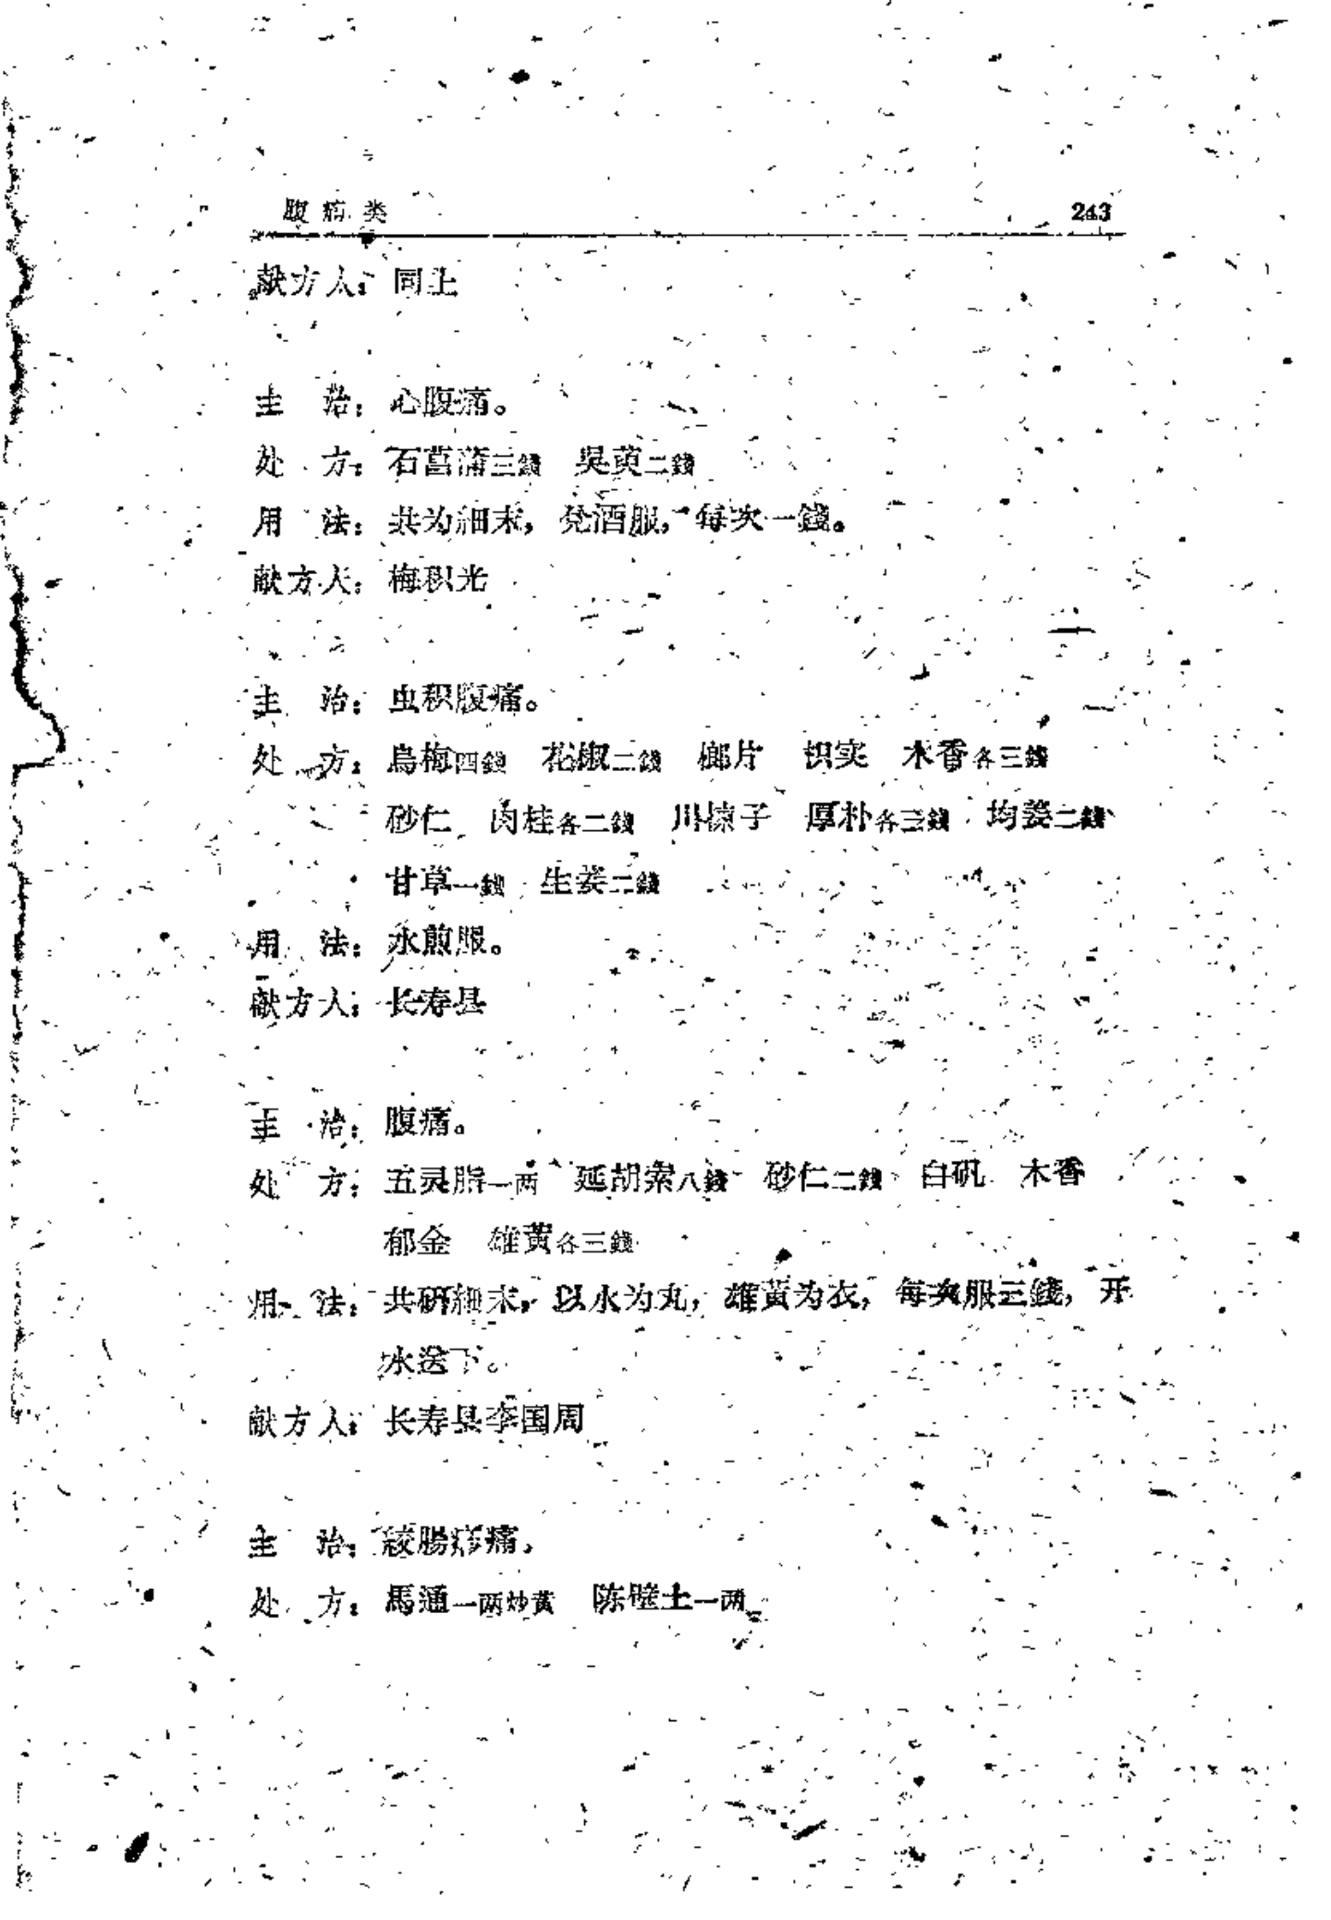 腹痛类 243
献方人：同上
主　治：心腹痛。
处　方：石菖蒲三錢　吳萸二錢
用　法：共为細末，兌酒服，每次一錢。
献方人：梅积光
主　治：虫积腹痛。
处　方：烏梅四錢　花椒二錢　榔片　枳实　木香各三錢
砂仁　肉桂各二錢　川楝子　厚朴各三錢　均姜二錢
甘草一錢　生姜二錢
用　法：水煎服。
献方人：长寿县
主　治：腹痛。
处　方：五灵脂一两　延胡索八錢　砂仁二錢　白矾　木香
郁金　雄黃各三錢
用　法：共研細末，以水为丸，雄黃为衣，每次服三錢，开
水送下。
献方人：长寿县李国周
主　治：絞腸痧痛。
处　方：馬通一两炒黃　陈壁土一两